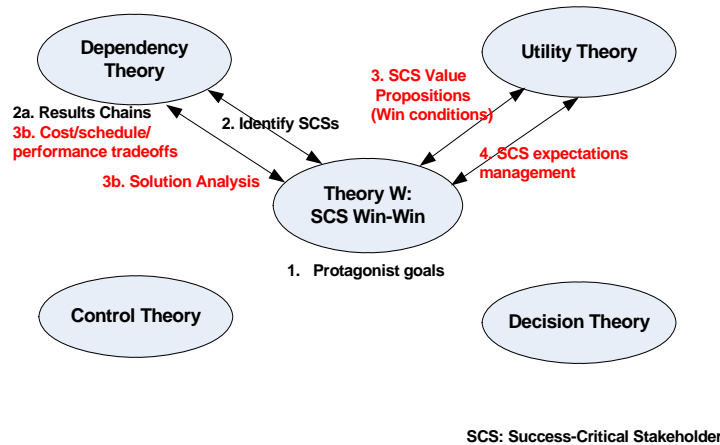 Dependency
Theory
Utility Theory
3. SCS Value
Propositions
(Win conditions)
2a. Results Chains
3b. Cost/schedule/
performance tradeoffs
2. Identify SCSs
4. SCS expectations
management
3b. Solution Analysis
Theory W:
SCS Win-Win
1. Protagonist goals
Control Theory
Decision Theory
SCS: Success-Critical Stakeholder